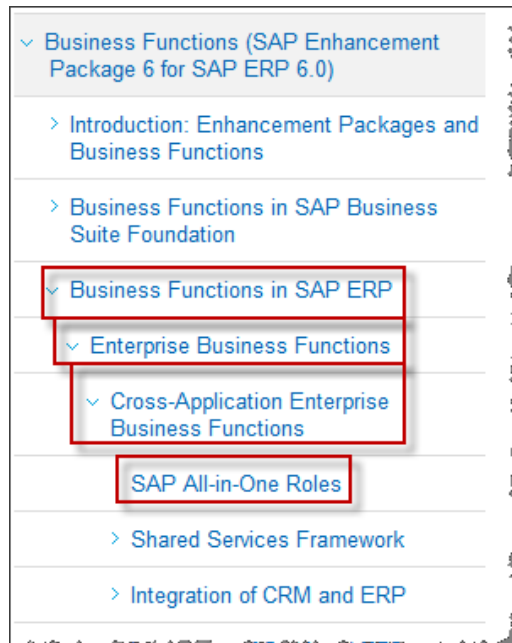 Business Functions (SAP Enhancement
Package 6 for SAP ERP 6.0)
Introduction: Enhancement Packages and
Business Functions
Business Functions in SAP Business
Suite Foundation
Business Functions in SAP ERP
Enterprise Business Functions
Cross-Application Enterprise
Business Functions
SAP All-in-One Roles
Shared Services Framework
Integration of CRM and ERP